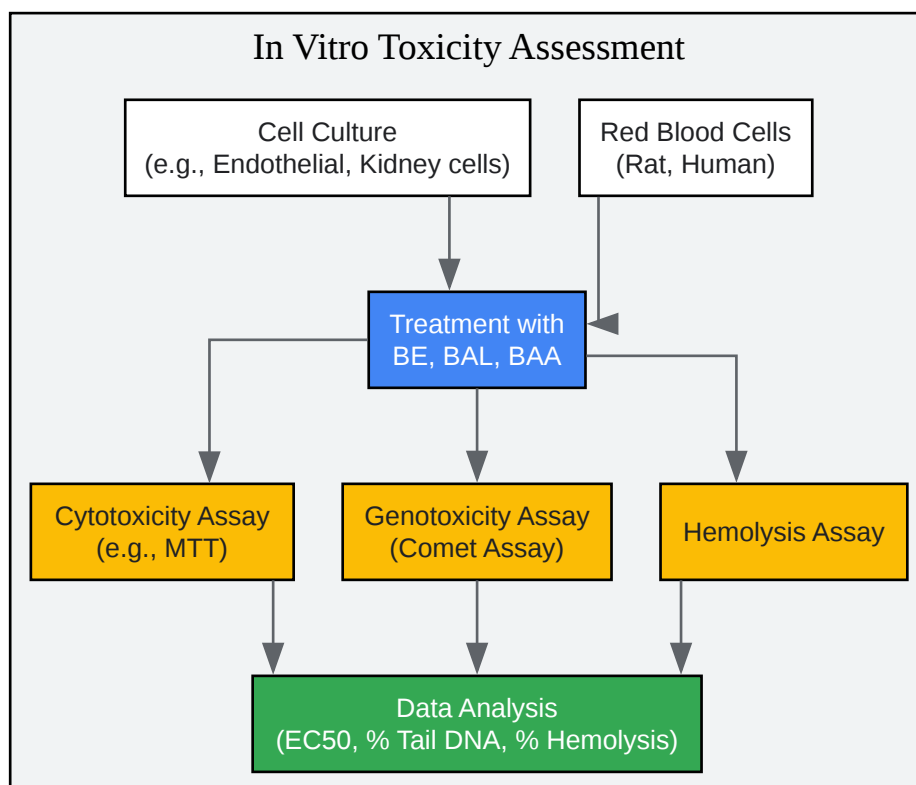 In Vitro Toxicity Assessment
Cell Culture
(e.g., Endothelial, Kidney cells)
Red Blood Cells
(Rat, Human)
Treatment with
BE, BAL, BAA
Cytotoxicity Assay
(e.g., MTT)
Genotoxicity Assay
(Comet Assay)
Hemolysis Assay
Data Analysis
(EC50, % Tail DNA, % Hemolysis)